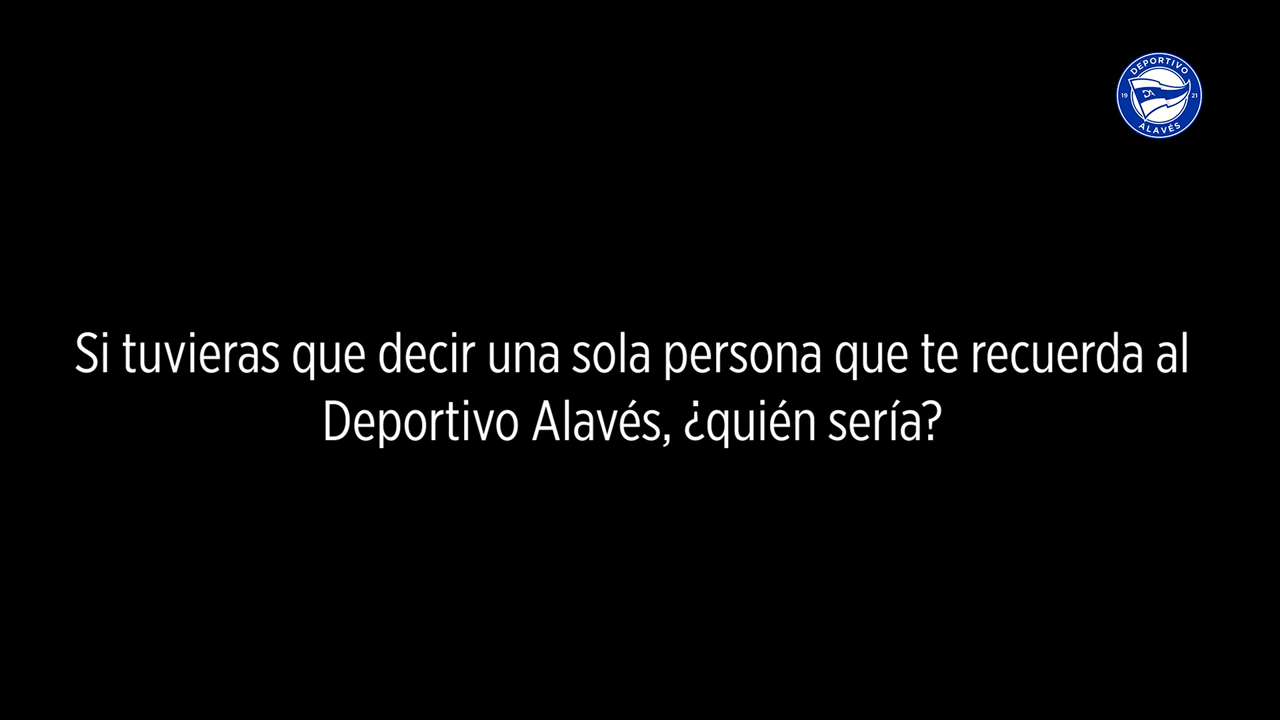 DEPORTIVO
19 21
ALAVÉS
Si tuvieras que decir una sola persona que te recuerda al
Deportivo Alavés, ¿quién sería?